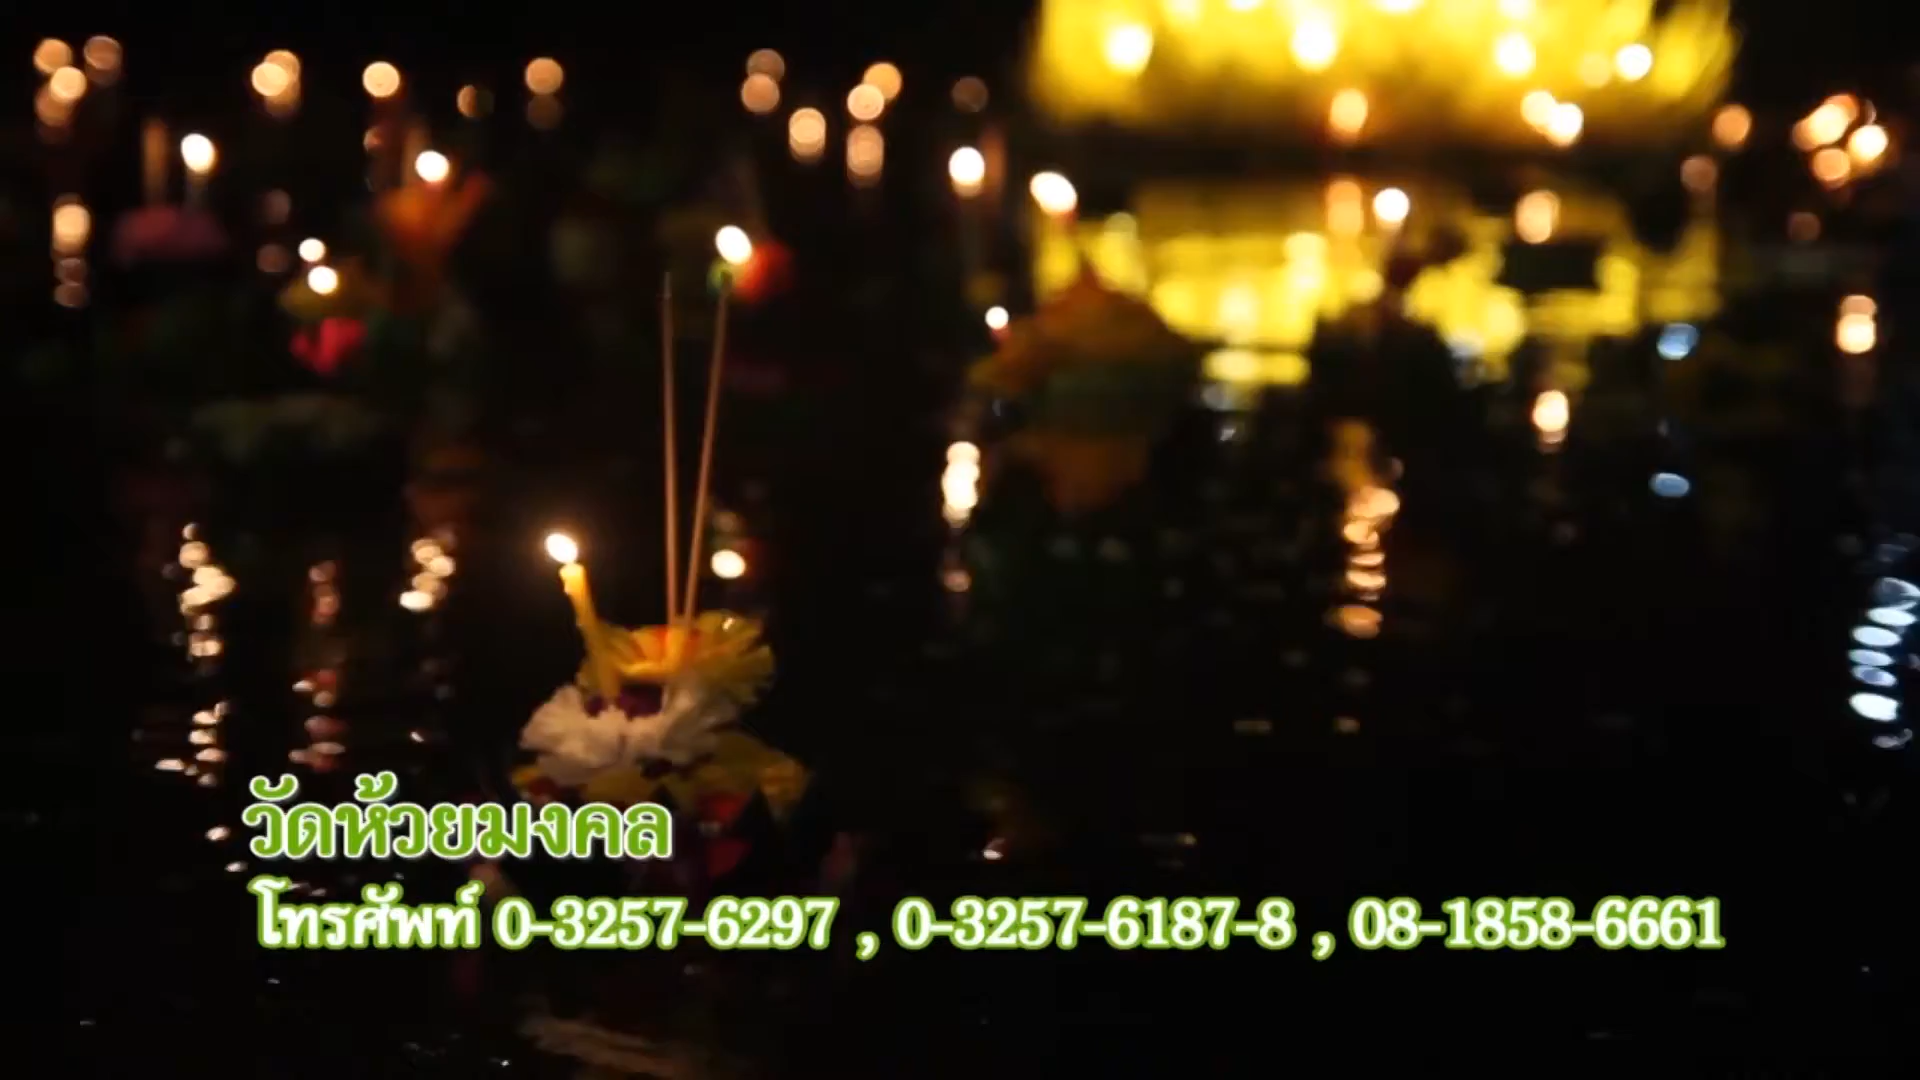 วัดห้วยมงคล
โทรศัพท์ 0-3257-6297 , 0-3257-6187-8 , 08-1858-6661